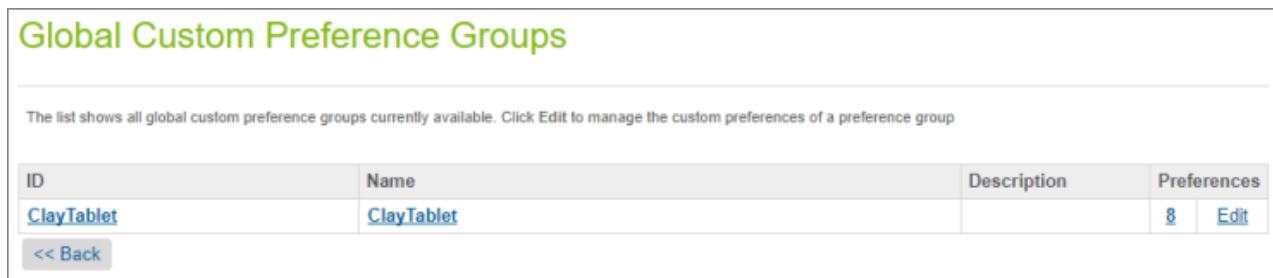 Global Custom Preference Groups
The list shows all global custom preference groups currently available. Click Edit to manage the custom preferences of a preference group
ID Name Description Preferences
ClayTablet ClayTablet 8 Edit
<< Back